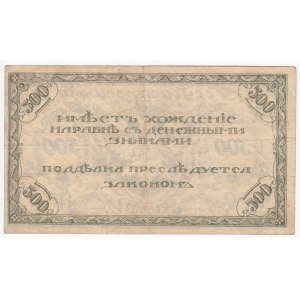 500 500
ИМѢЕТЪ ХОЖДЕНІЕ
НАРАВНѢ СЪ ДЕНЕЖНЫМИ
ЗНАКАМИ
ПОДДѢЛКА ПРЕСЛѢДУЕТСЯ
ЗАКОНОМЪ
500 500